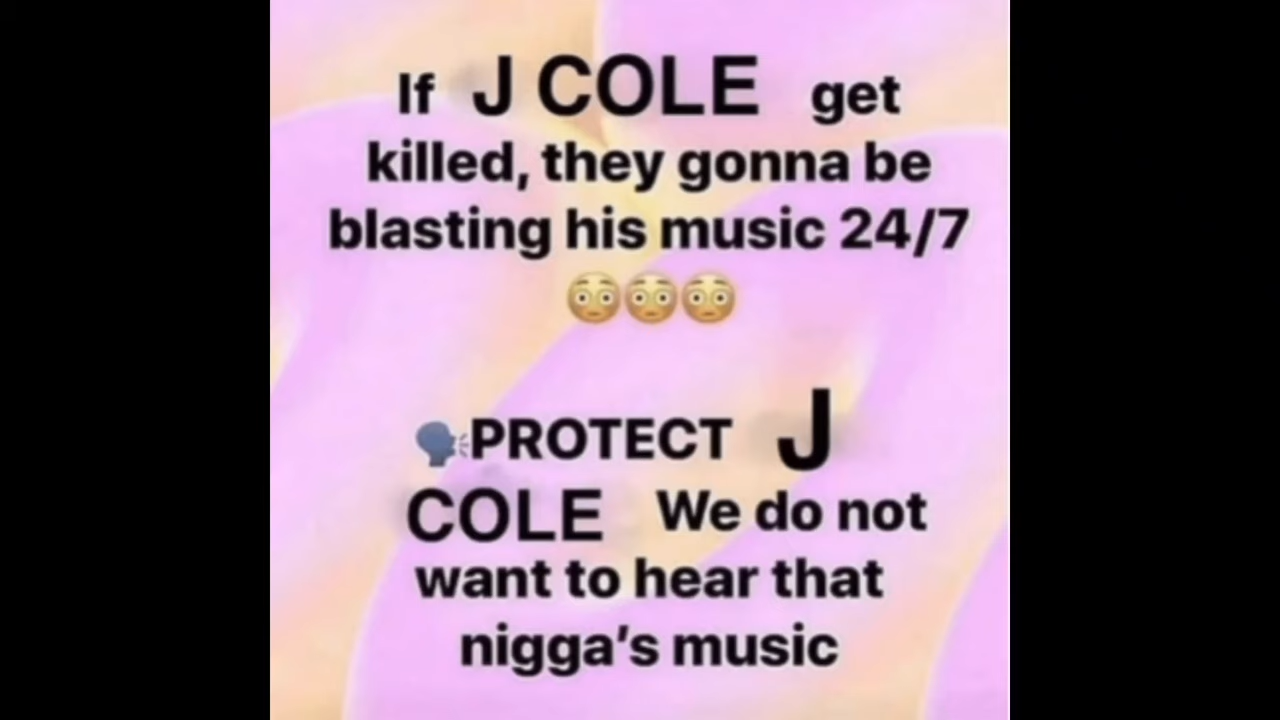 If J COLE get
killed, they gonna be
blasting his music 24/7
😳😳😳
🗣️PROTECT J
COLE We do not
want to hear that
nigga's music